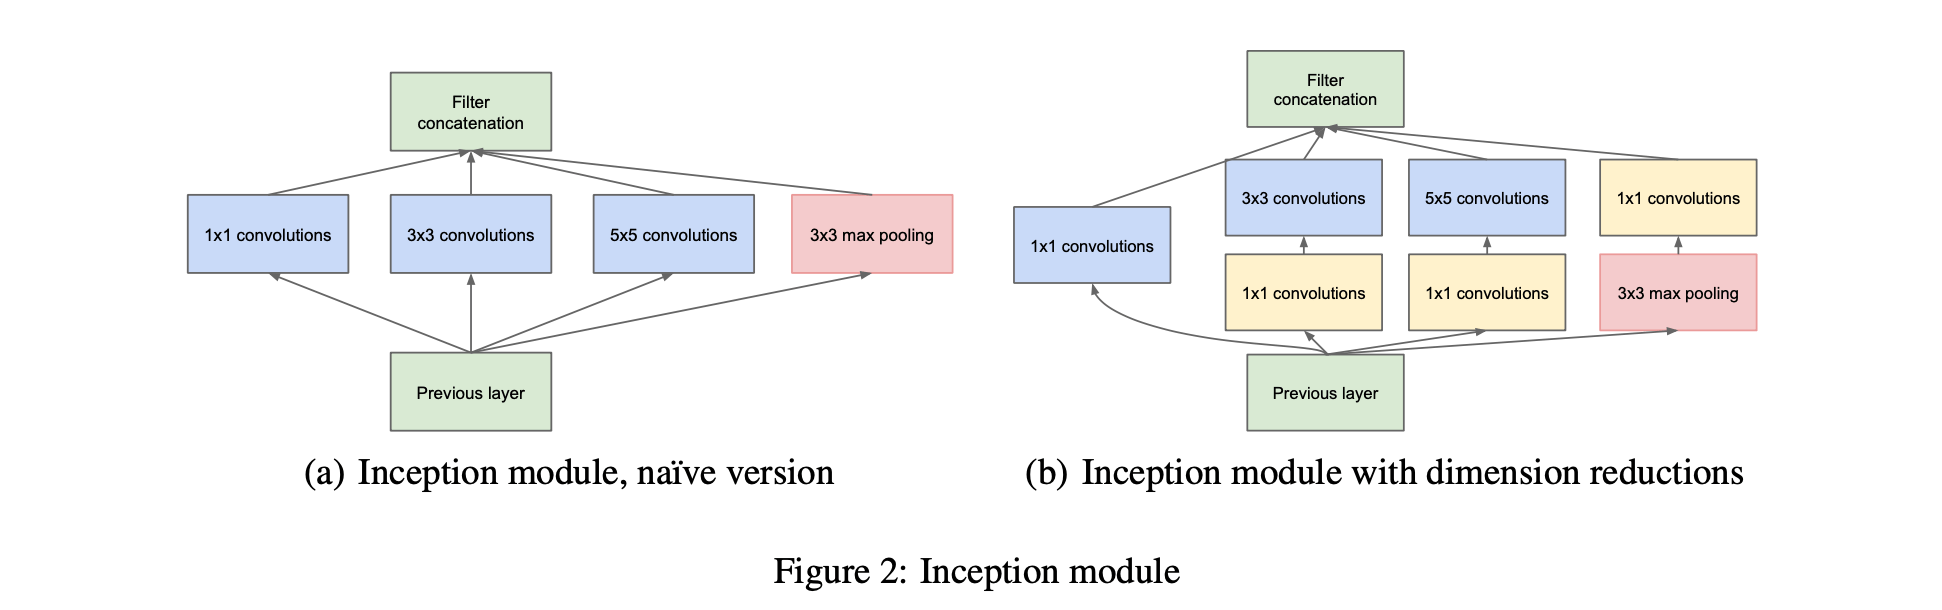 Filter
concatenation
1x1 convolutions
3x3 convolutions
5x5 convolutions
3x3 max pooling
Previous layer
(a) Inception module, naïve version
Filter
concatenation
3x3 convolutions
5x5 convolutions
1x1 convolutions
1x1 convolutions
1x1 convolutions
1x1 convolutions
3x3 max pooling
Previous layer
(b) Inception module with dimension reductions
Figure 2: Inception module